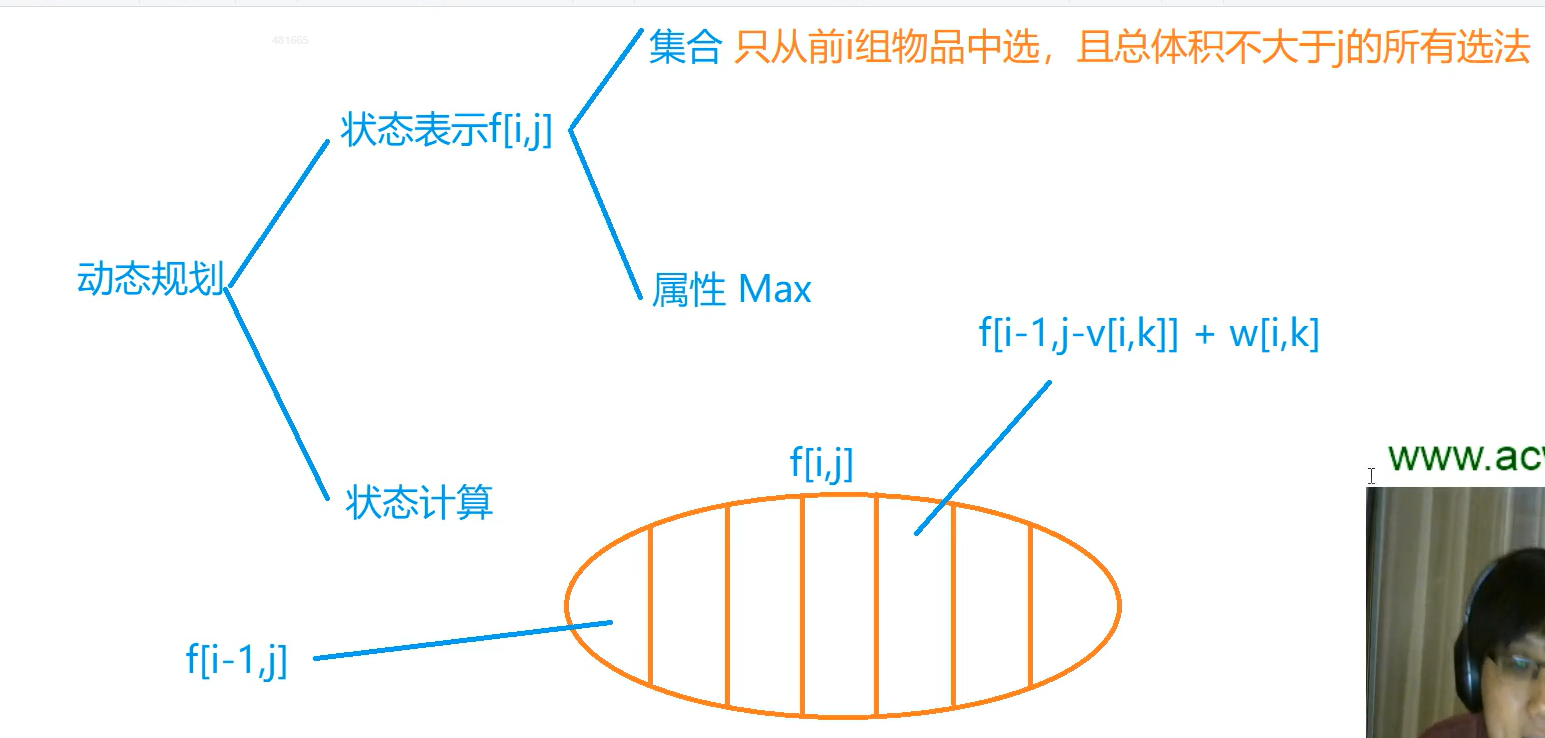 481665
集合 只从前i组物品中选，且总体积不大于j的所有选法
状态表示f[i,j]
动态规划
属性 Max
f[i-1,j-v[i,k]] + w[i,k]
f[i,j]
www.ac
状态计算
f[i-1,j]